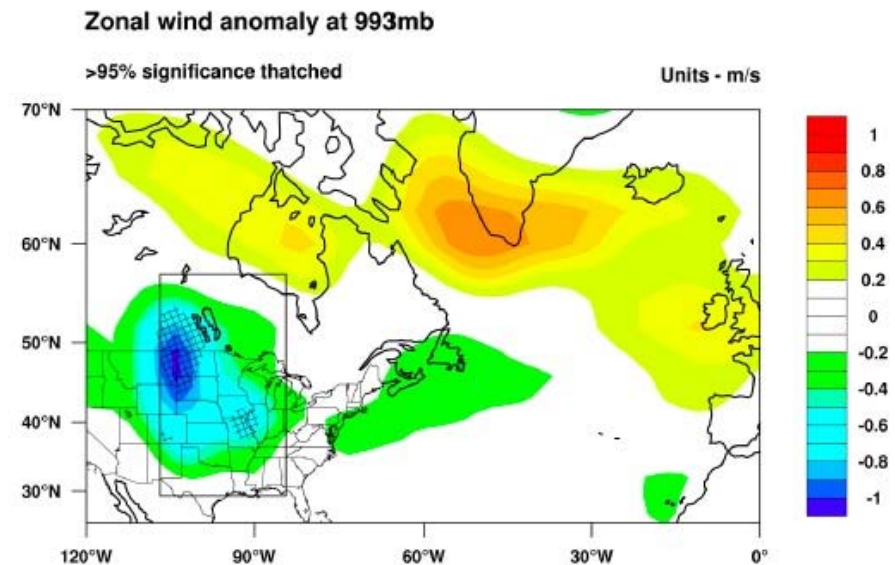 Zonal wind anomaly at 993mb
>95% significance thatched
Units - m/s
70°N
60°N
50°N
40°N
30°N
120°W
90°W
60°W
30°W
0°
1
0.8
0.6
0.4
0.2
0
-0.2
-0.4
-0.6
-0.8
-1